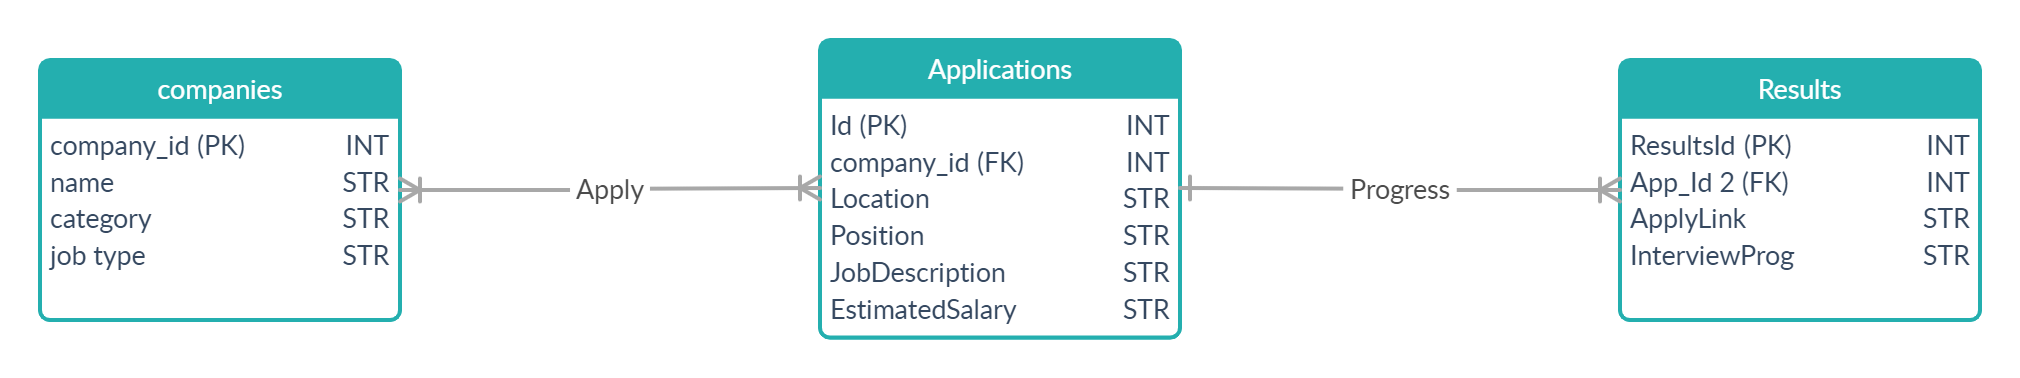 companies
company_id (PK) INT
name STR
category STR
job type STR
Apply
Applications
Id (PK) INT
company_id (FK) INT
Location STR
Position STR
JobDescription STR
EstimatedSalary STR
Progress
Results
ResultsId (PK) INT
App_Id 2 (FK) INT
ApplyLink STR
InterviewProg STR